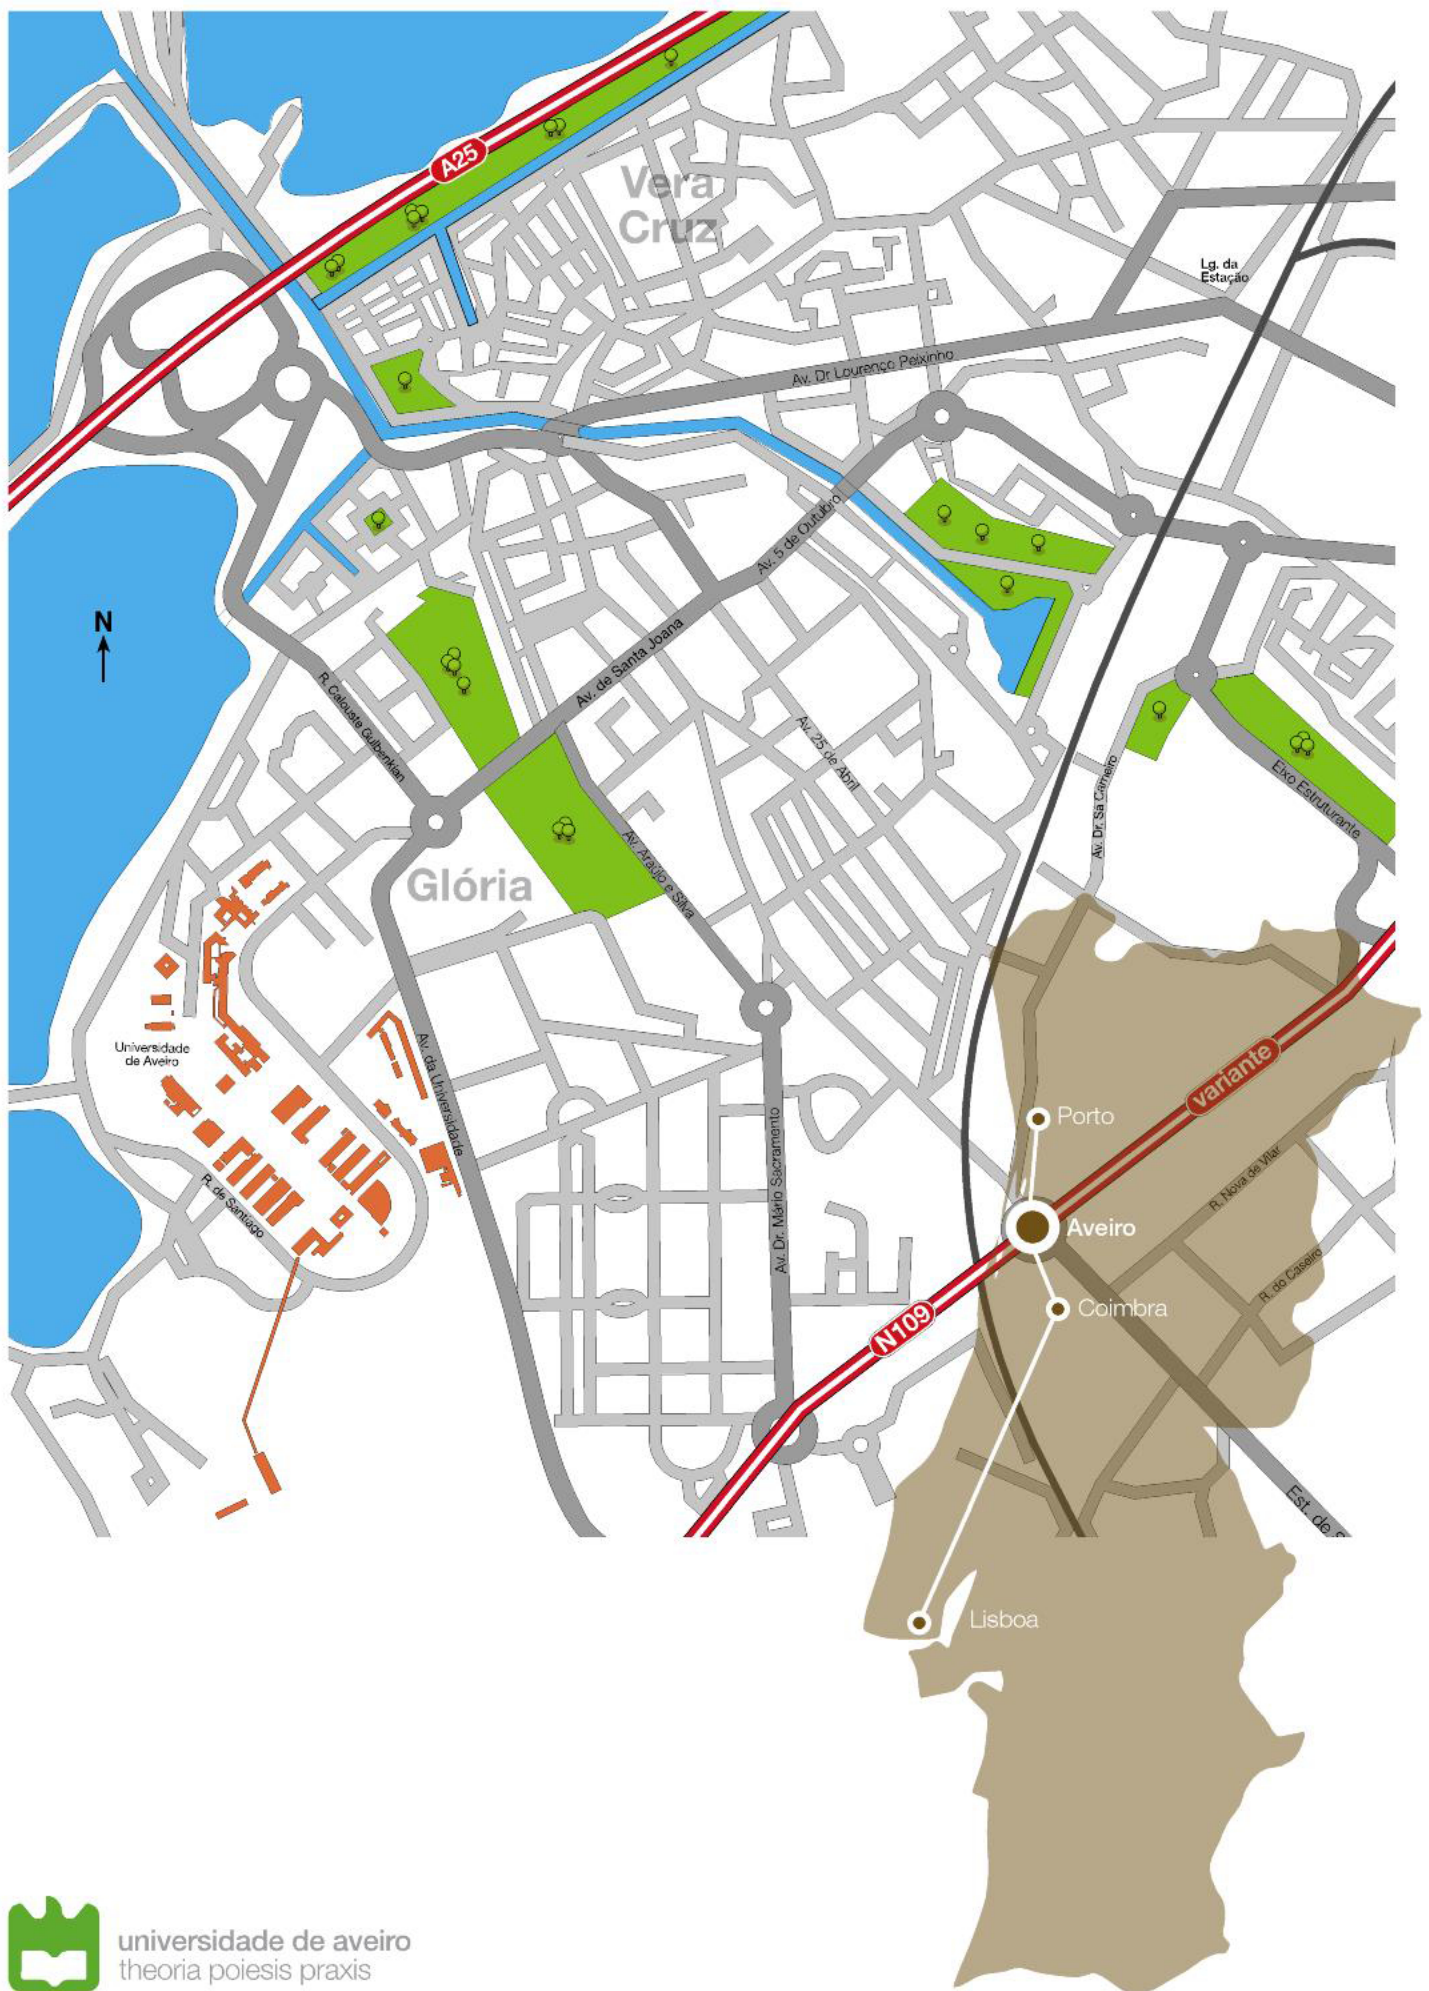 A25
Vera
Cruz
Lg. da
Estação
Av. Dr Lourenço Peixinho
Av. 5 de Outubro
N
Av. de Santa Joana
R. Calouste Gulbenkian
Av. 25 de Abril
Av. Dr. Sá Carneiro
Eixo Estruturante
Av. Araújo e Silva
Glória
Universidade
de Aveiro
Av. da Universidade
variante
Porto
R. Nova de Vilar
Av. Dr. Mário Sacramento
R. de Santiago
Aveiro
R. do Caseiro
Coimbra
N109
Est. de S
Lisboa
universidade de aveiro
theoria poiesis praxis